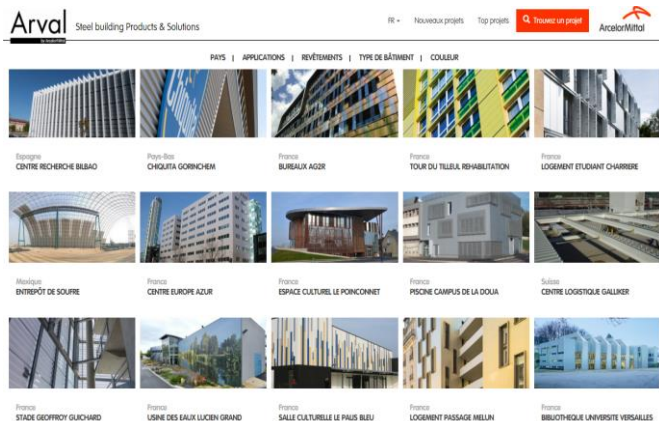 Arval
by ArcelorMittal
Steel building Products & Solutions
FR
Nouveaux projets
Top projets
Trouvez un projet
ArcelorMittal
PAYS | APPLICATIONS | REVÊTEMENTS | TYPE DE BÂTIMENT | COULEUR
Chiquita
Espagne
CENTRE RECHERCHE BILBAO
Pays-Bas
CHIQUITA GORINCHEM
France
BUREAUX AG2R
France
TOUR DU TILLEUL REHABILITATION
France
LOGEMENT ETUDIANT CHARRIERE
Mexique
ENTREPÔT DE SOUFRE
France
CENTRE EUROPE AZUR
France
ESPACE CULTUREL LE POINCONNET
France
PISCINE CAMPUS DE LA DOUA
Suisse
CENTRE LOGISTIQUE GALLIKER
France
STADE GEOFFROY GUICHARD
France
USINE DES EAUX LUCIEN GRAND
France
SALLE CULTURELLE LE PALIS BLEU
France
LOGEMENT PASSAGE MELUN
France
BIBLIOTHEQUE UNIVERSITE VERSAILLES